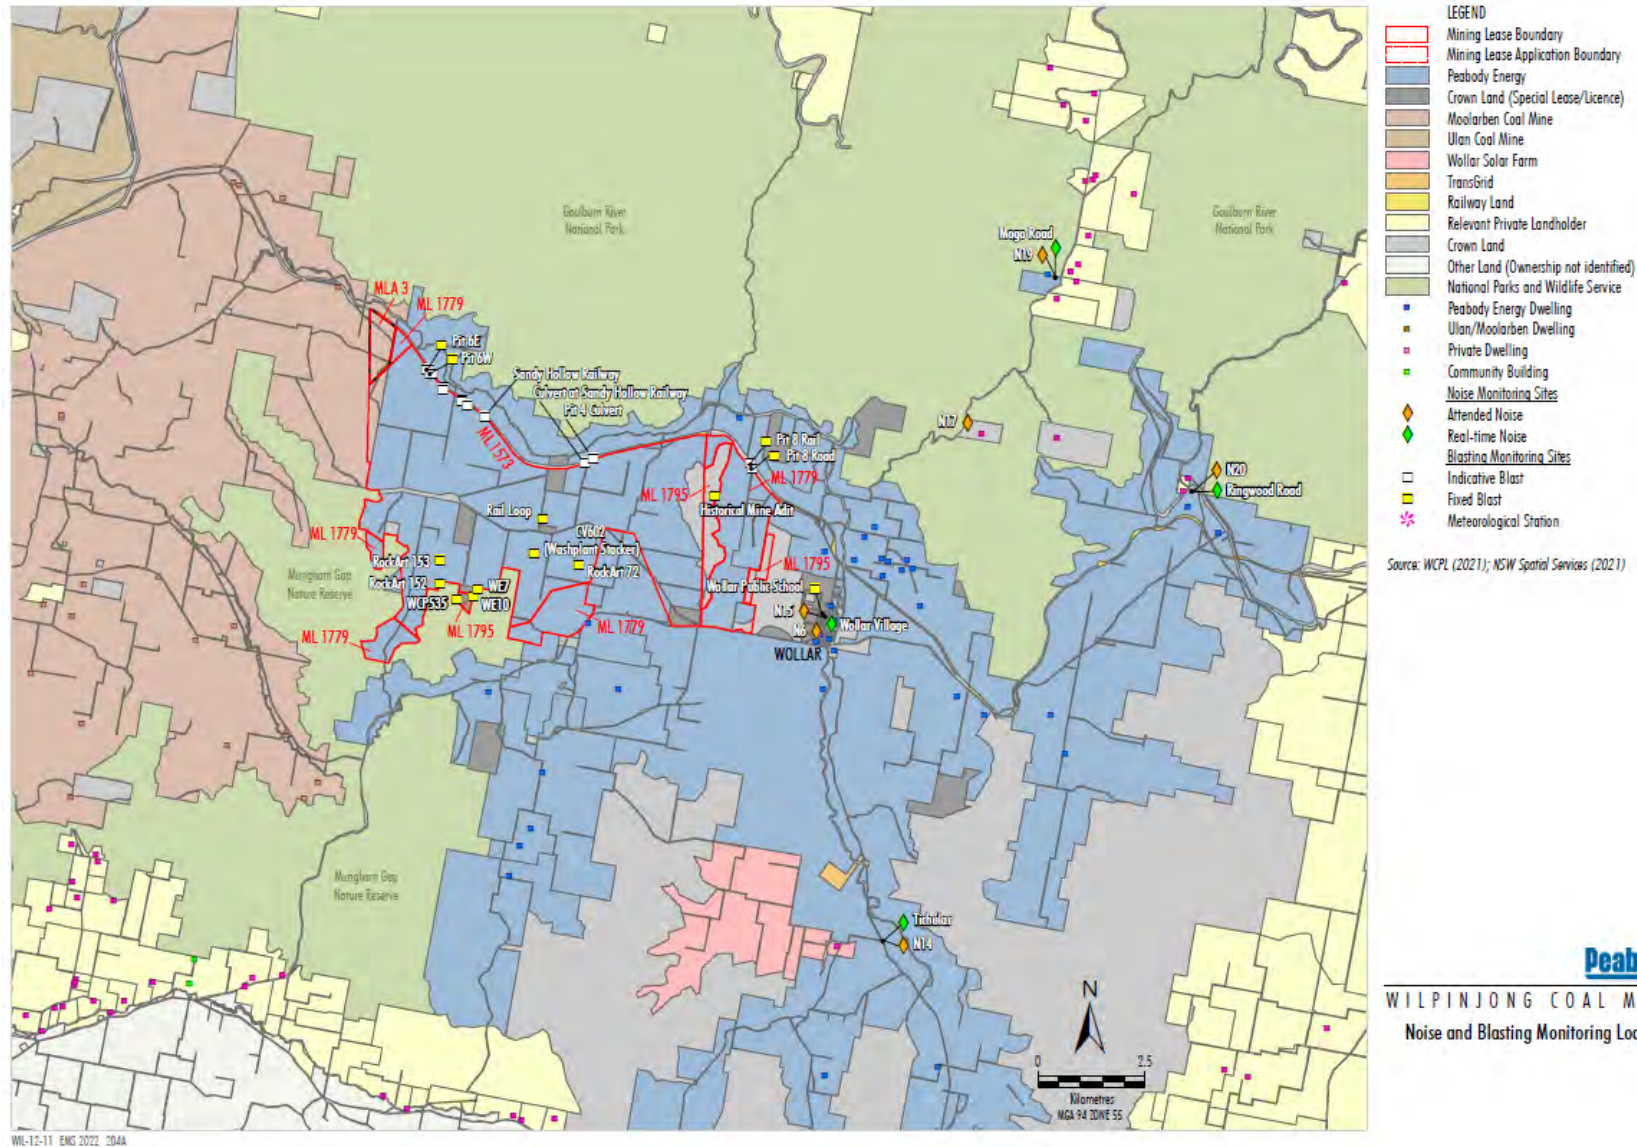 LEGEND
Mining Lease Boundary
Mining Lease Application Boundary
Peabody Energy
Crown Land (Special Lease/Licence)
Moolarben Coal Mine
Ulan Coal Mine
Wollar Solar Farm
TransGrid
Railway Land
Relevant Private Landholder
Crown Land
Other Land (Ownership not identified)
National Parks and Wildlife Service
Peabody Energy Dwelling
Ulan/Moolarben Dwelling
Private Dwelling
Community Building
Noise Monitoring Sites
Attended Noise
Real-time Noise
Blasting Monitoring Sites
Indicative Blast
Fixed Blast
Meteorological Station
Source: WCPL (2021); NSW Spatial Services (2021)
Goulburn River
National Park
Goulburn River
National Park
Mogo Road
N19
MLA 3
ML 1779
Pit 6E
Pit 6W
Sandy Hollow Railway
Culvert at Sandy Hollow Railway
Pit 4 Culvert
ML 1573
N17
Pit 8 Rail
Pit 8 Road
ML 1779
N20
Ringwood Road
ML 1795
Historical Mine Adit
Rail Loop
ML 1779
CV602
(Washplant Stacker)
RockArt 153
RockArt 72
ML 1795
Munghorn Gap
Nature Reserve
RockArt 152
WE7
WCPS35
WE10
Wollar Public School
N15
Wollar Village
N6
ML 1779
ML 1795
ML 1779
WOLLAR
Munghorn Gap
Nature Reserve
Tichular
N14
N
0 2.5
Kilometres
MGA 94 ZONE 55
Peab
WILPINJONG COAL M
Noise and Blasting Monitoring Loc
WIL-12-11 EMS 2022 204A